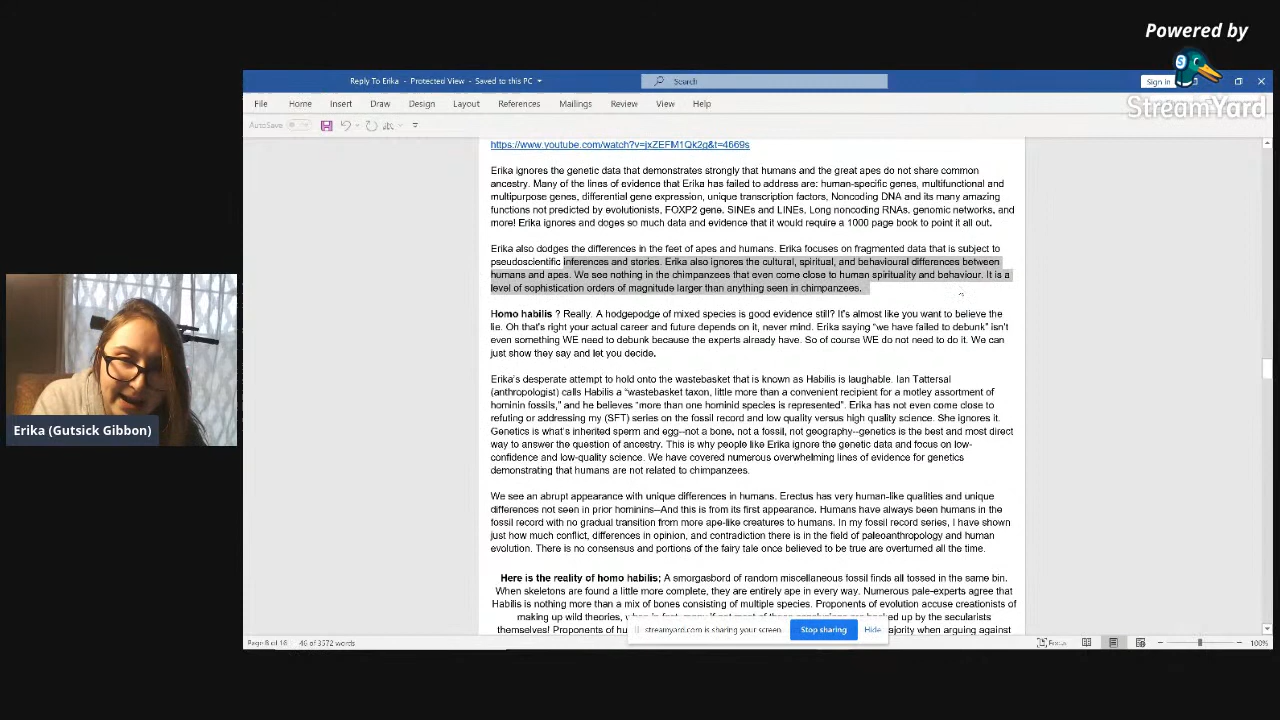 Powered by
StreamYard
Reply To Erika - Protected View - Saved to this PC
Search
Sign in
File Home Insert Draw Design Layout References Mailings Review View Help
AutoSave
https://www.youtube.com/watch?v=jxZEFM1Qk2g&t=4669s
Erika ignores the genetic data that demonstrates strongly that humans and the great apes do not share common
ancestry. Many of the lines of evidence that Erika has failed to address are: human-specific genes, multifunctional and
multipurpose genes, differential gene expression, unique transcription factors, Noncoding DNA and its many amazing
functions not predicted by evolutionists, FOXP2 gene. SINEs and LINEs, Long noncoding RNAs, genomic networks, and
more! Erika ignores and doges so much data and evidence that it would require a 1000 page book to point it all out.
Erika also dodges the differences in the feet of apes and humans. Erika focuses on fragmented data that is subject to
pseudoscientific inferences and stories. Erika also ignores the cultural, spiritual, and behavioural differences between
humans and apes. We see nothing in the chimpanzees that even come close to human spirituality and behaviour. It is a
level of sophistication orders of magnitude larger than anything seen in chimpanzees.
Homo habilis ? Really. A hodgepodge of mixed species is good evidence still? It's almost like you want to believe the
lie. Oh that's right your actual career and future depends on it, never mind. Erika saying "we have failed to debunk" isn't
even something WE need to debunk because the experts already have. So of course WE do not need to do it. We can
just show they say and let you decide.
Erika's desperate attempt to hold onto the wastebasket that is known as Habilis is laughable. Ian Tattersal
(anthropologist) calls Habilis a "wastebasket taxon, little more than a convenient recipient for a motley assortment of
hominin fossils," and he believes "more than one hominid species is represented". Erika has not even come close to
refuting or addressing my (SFT) series on the fossil record and low quality versus high quality science. She ignores it.
Genetics is what's inherited sperm and egg--not a bone, not a fossil, not geography--genetics is the best and most direct
way to answer the question of ancestry. This is why people like Erika ignore the genetic data and focus on low-
confidence and low-quality science. We have covered numerous overwhelming lines of evidence for genetics
demonstrating that humans are not related to chimpanzees.
We see an abrupt appearance with unique differences in humans. Erectus has very human-like qualities and unique
differences not seen in prior hominins--And this is from its first appearance. Humans have always been humans in the
fossil record with no gradual transition from more ape-like creatures to humans. In my fossil record series, I have shown
just how much conflict, differences in opinion, and contradiction there is in the field of paleoanthropology and human
evolution. There is no consensus and portions of the fairy tale once believed to be true are overturned all the time.
Here is the reality of homo habilis; A smorgasbord of random miscellaneous fossil finds all tossed in the same bin.
When skeletons are found a little more complete, they are entirely ape in every way. Numerous pale-experts agree that
Habilis is nothing more than a mix of bones consisting of multiple species. Proponents of evolution accuse creationists of
making up wild theories, up by the secularists
themselves! Proponents of majority when arguing against
streamyard.com is sharing your screen. Stop sharing Hide
Erika (Gutsick Gibbon)
Page 8 of 16 46 of 3572 words
Focus
100%